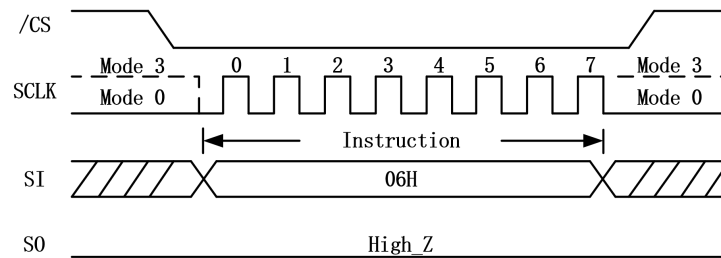 /CS
Mode 3 0 1 2 3 4 5 6 7 Mode 3
SCLK
Mode 0 Mode 0
Instruction
SI 06H
SO High_Z